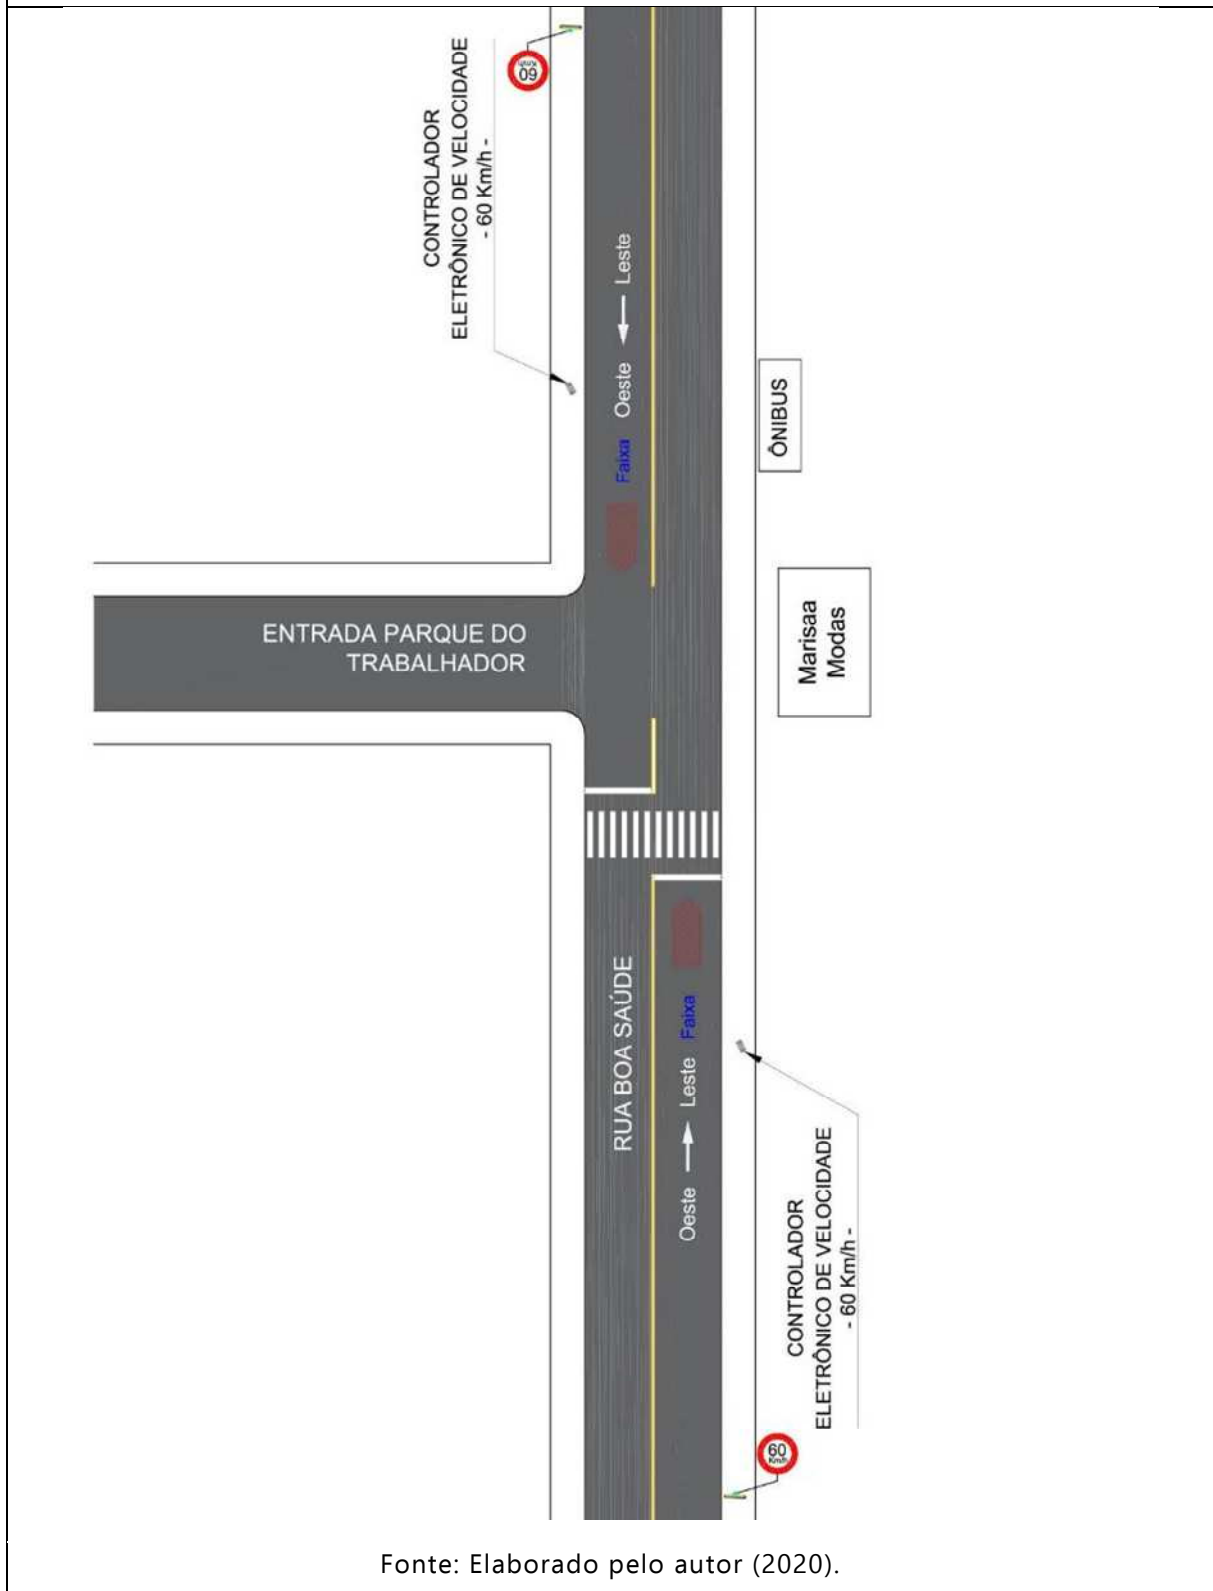 60
Km/h
CONTROLADOR
ELETRÔNICO DE VELOCIDADE
- 60 Km/h -
Oeste ← Leste
Faixa
ÔNIBUS
ENTRADA PARQUE DO
TRABALHADOR
Marisaa
Modas
RUA BOA SAÚDE
Faixa
Oeste → Leste
CONTROLADOR
ELETRÔNICO DE VELOCIDADE
- 60 Km/h -
60
Km/h
Fonte: Elaborado pelo autor (2020).